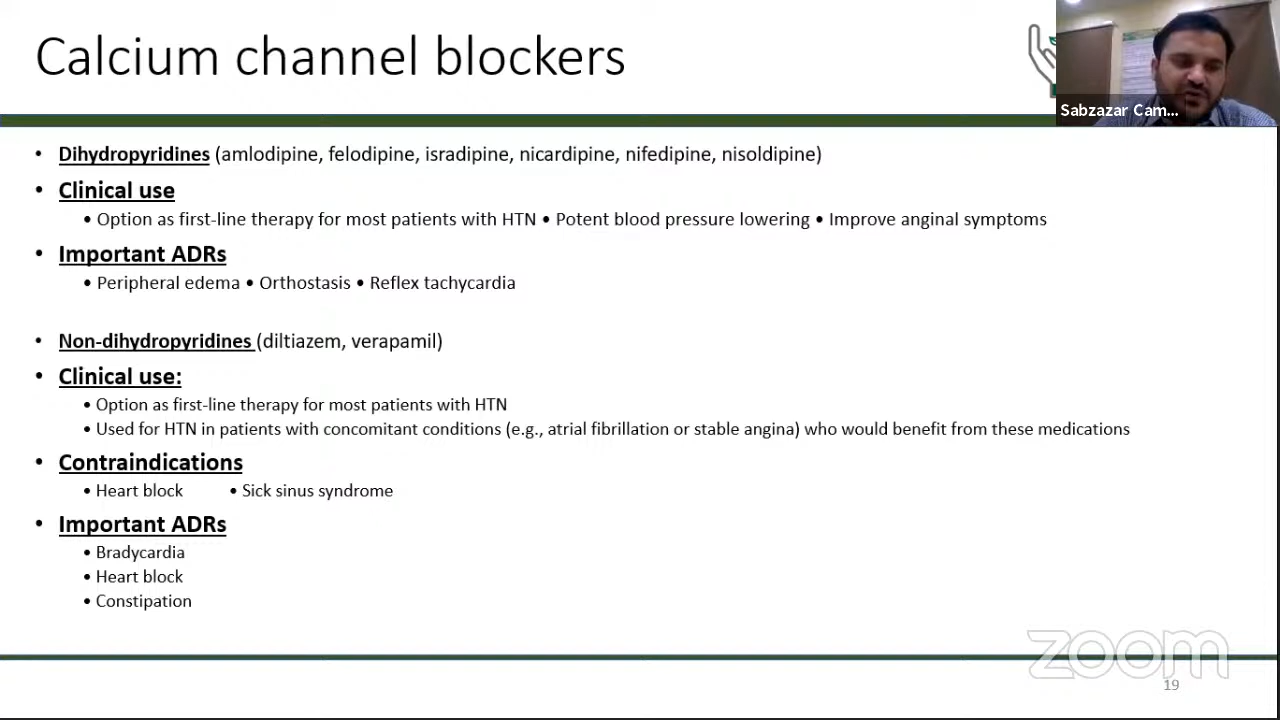 Calcium channel blockers
Sabzazar Cam...
• Dihydropyridines (amlodipine, felodipine, isradipine, nicardipine, nifedipine, nisoldipine)
• Clinical use
• Option as first-line therapy for most patients with HTN • Potent blood pressure lowering • Improve anginal symptoms
• Important ADRs
• Peripheral edema • Orthostasis • Reflex tachycardia
• Non-dihydropyridines (diltiazem, verapamil)
• Clinical use:
• Option as first-line therapy for most patients with HTN
• Used for HTN in patients with concomitant conditions (e.g., atrial fibrillation or stable angina) who would benefit from these medications
• Contraindications
• Heart block • Sick sinus syndrome
• Important ADRs
• Bradycardia
• Heart block
• Constipation
zoom
19